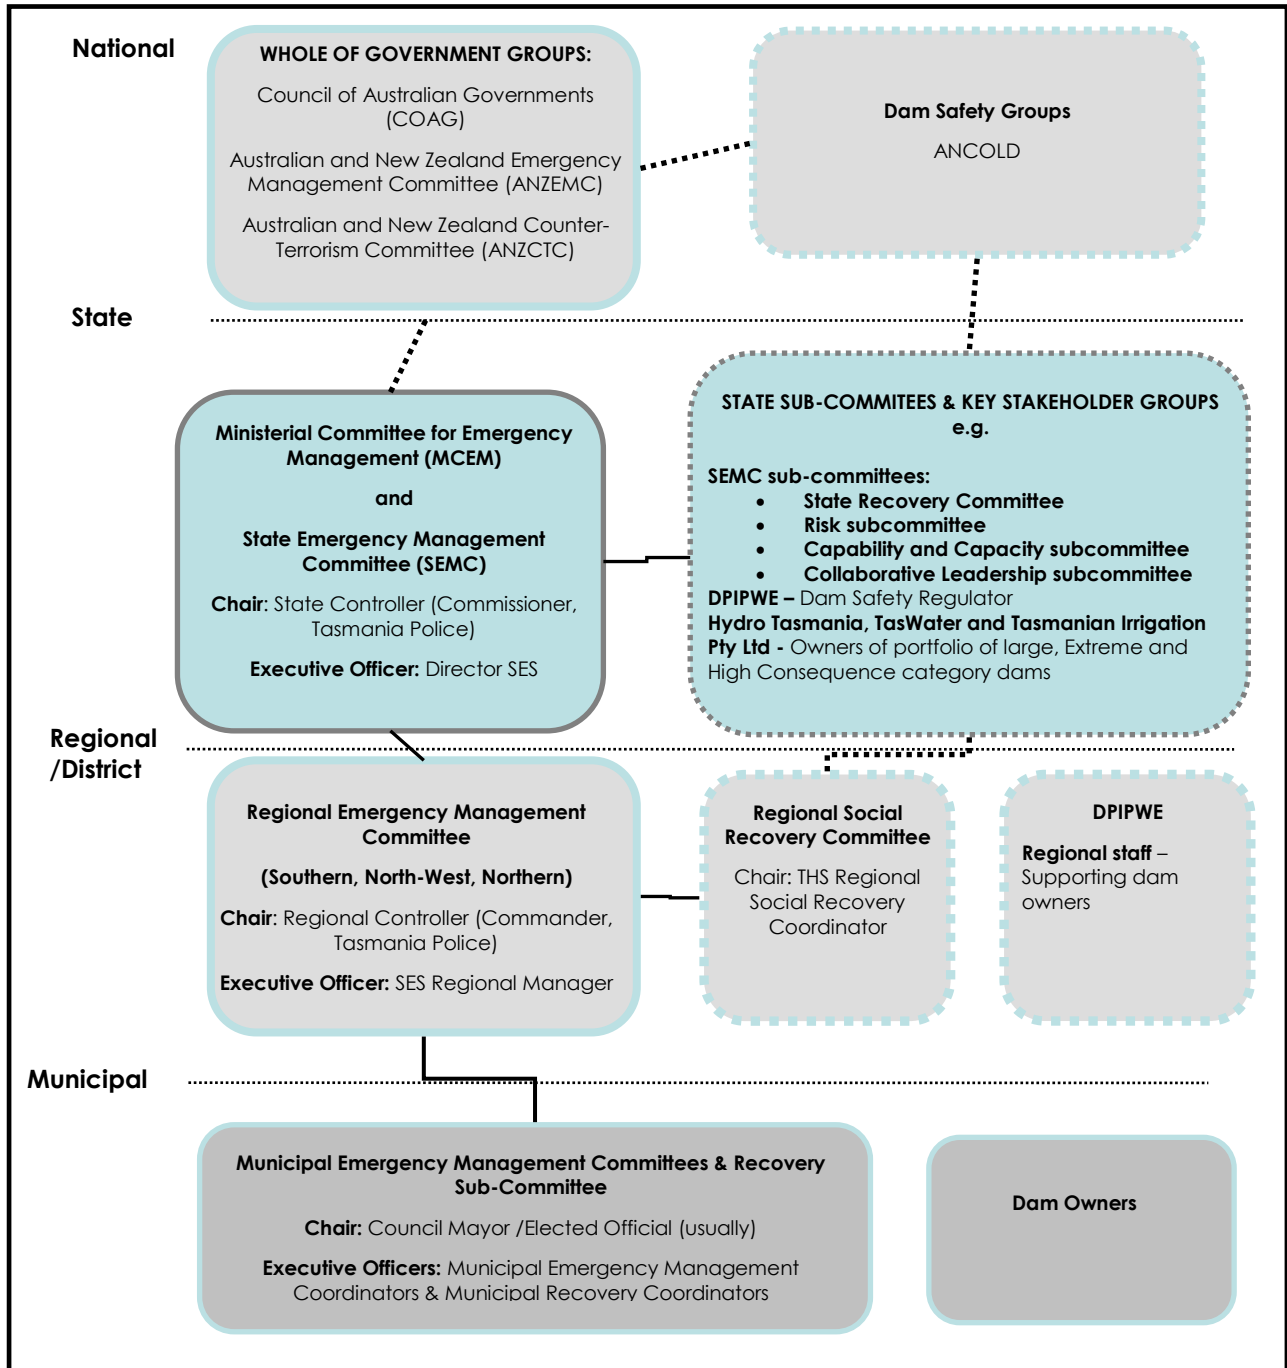 National
WHOLE OF GOVERNMENT GROUPS:
Council of Australian Governments
(COAG)
Australian and New Zealand Emergency
Management Committee (ANZEMC)
Australian and New Zealand Counter-
Terrorism Committee (ANZCTC)
Dam Safety Groups
ANCOLD
State
Ministerial Committee for Emergency
Management (MCEM)
and
State Emergency Management
Committee (SEMC)
Chair: State Controller (Commissioner,
Tasmania Police)
Executive Officer: Director SES
STATE SUB-COMMITEES & KEY STAKEHOLDER GROUPS
e.g.
SEMC sub-committees:
• State Recovery Committee
• Risk subcommittee
• Capability and Capacity subcommittee
• Collaborative Leadership subcommittee
DPIPWE – Dam Safety Regulator
Hydro Tasmania, TasWater and Tasmanian Irrigation
Pty Ltd - Owners of portfolio of large, Extreme and
High Consequence category dams
Regional
/District
Regional Emergency Management
Committee
(Southern, North-West, Northern)
Chair: Regional Controller (Commander,
Tasmania Police)
Executive Officer: SES Regional Manager
Regional Social
Recovery Committee
Chair: THS Regional
Social Recovery
Coordinator
DPIPWE
Regional staff –
Supporting dam
owners
Municipal
Municipal Emergency Management Committees & Recovery
Sub-Committee
Chair: Council Mayor /Elected Official (usually)
Executive Officers: Municipal Emergency Management
Coordinators & Municipal Recovery Coordinators
Dam Owners